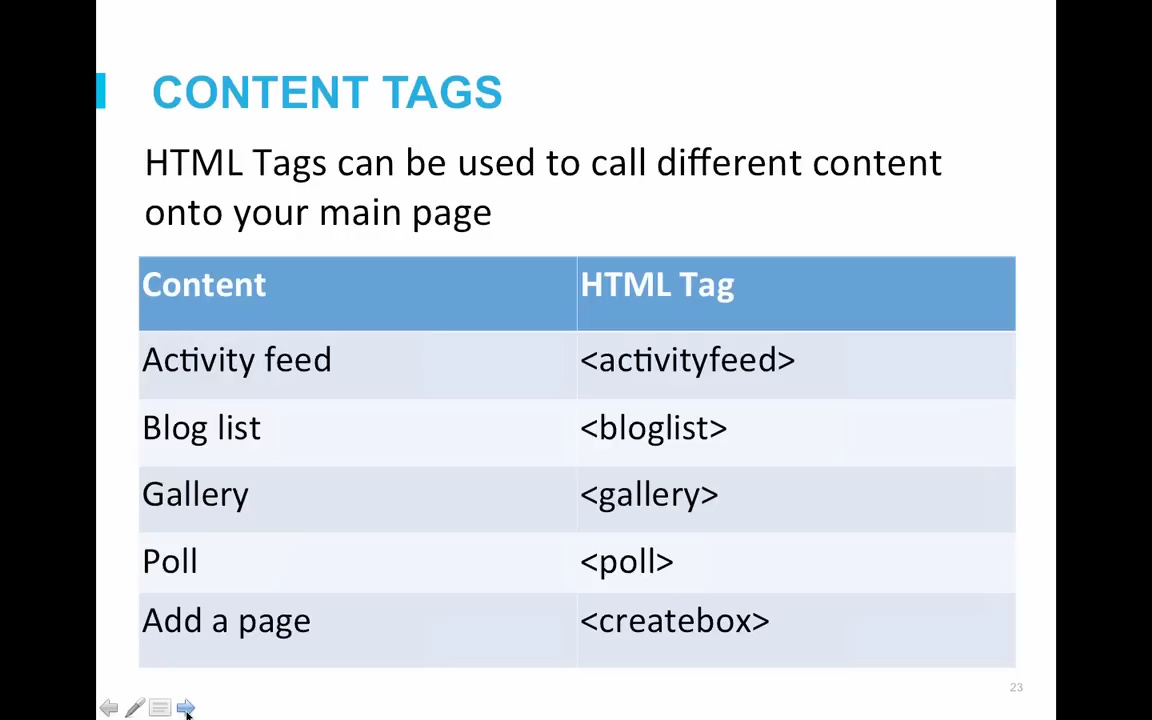 CONTENT TAGS
HTML Tags can be used to call different content
onto your main page
Content HTML Tag
Activity feed <activityfeed>
Blog list <bloglist>
Gallery <gallery>
Poll <poll>
Add a page <createbox>
23